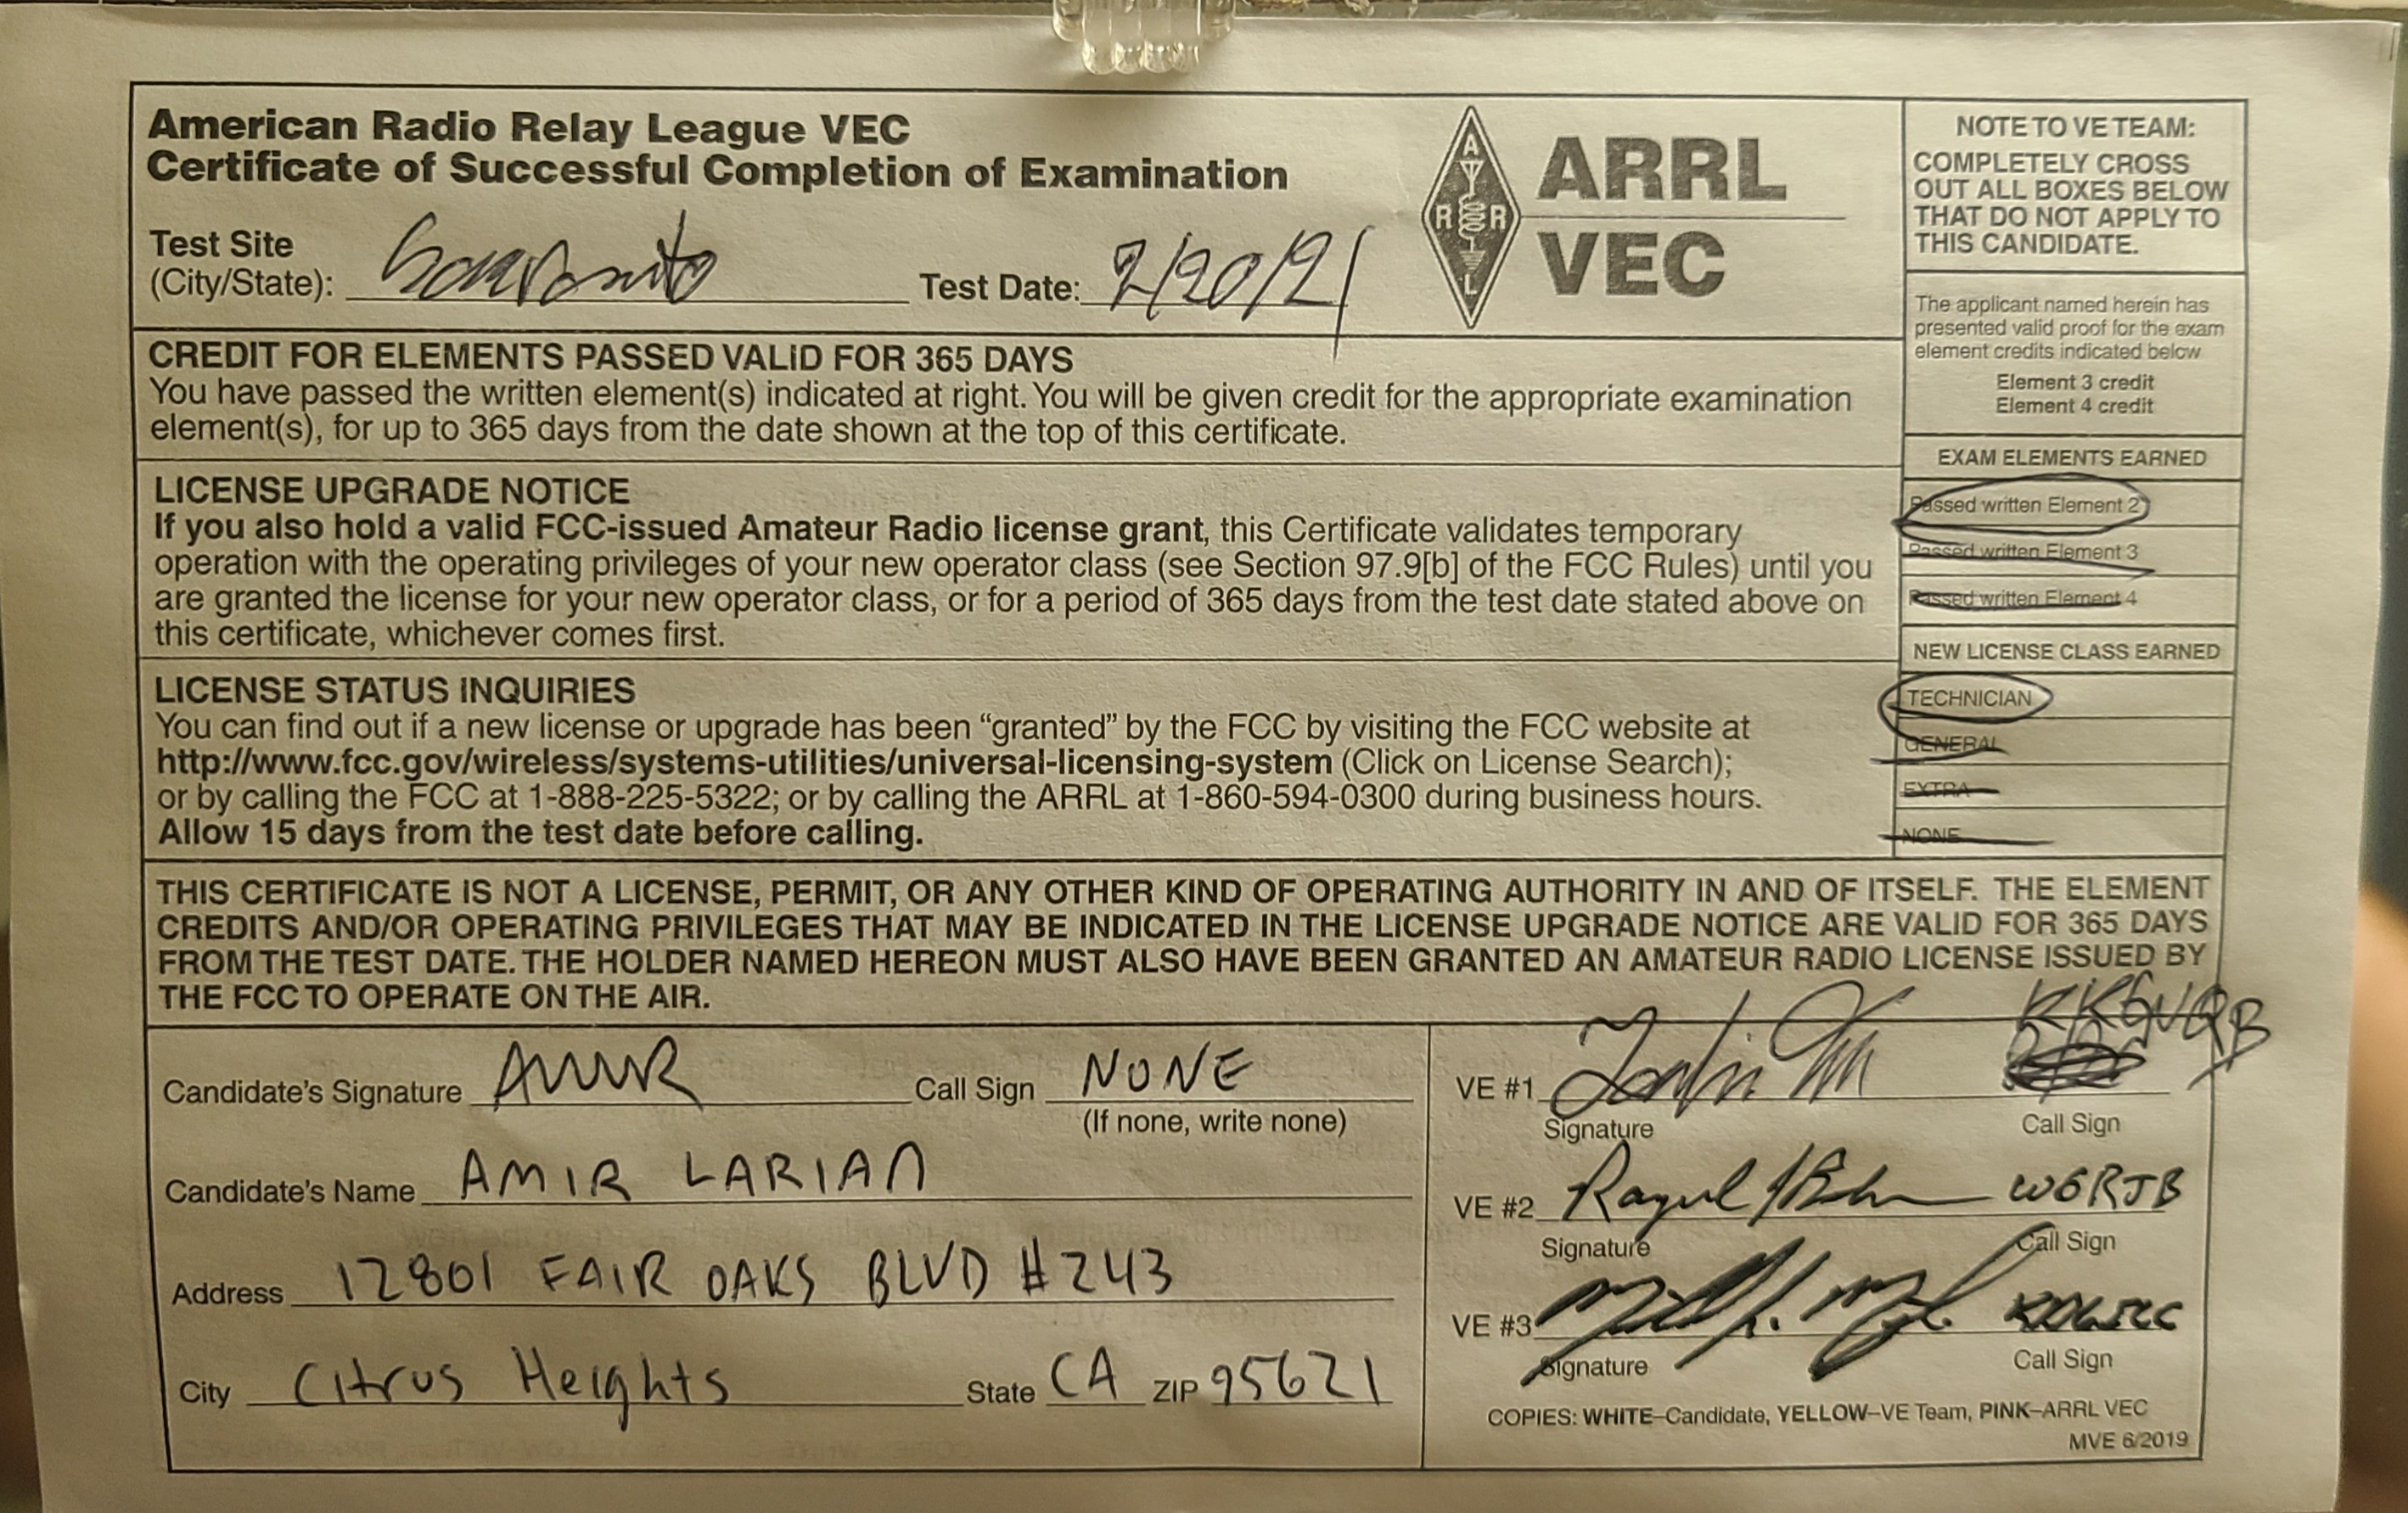 American Radio Relay League VEC
Certificate of Successful Completion of Examination
Test Site
(City/State):
Test Date: 2/20/21
ARRL
ARRL
VEC
NOTE TO VE TEAM:
COMPLETELY CROSS
OUT ALL BOXES BELOW
THAT DO NOT APPLY TO
THIS CANDIDATE.
The applicant named herein has
presented valid proof for the exam
element credits indicated below
Element 3 credit
Element 4 credit
CREDIT FOR ELEMENTS PASSED VALID FOR 365 DAYS
You have passed the written element(s) indicated at right. You will be given credit for the appropriate examination
element(s), for up to 365 days from the date shown at the top of this certificate.
EXAM ELEMENTS EARNED
Passed written Element 2
Passed written Element 3
Passed written Element 4
LICENSE UPGRADE NOTICE
If you also hold a valid FCC-issued Amateur Radio license grant, this Certificate validates temporary
operation with the operating privileges of your new operator class (see Section 97.9[b] of the FCC Rules) until you
are granted the license for your new operator class, or for a period of 365 days from the test date stated above on
this certificate, whichever comes first.
NEW LICENSE CLASS EARNED
TECHNICIAN
GENERAL
EXTRA
NONE
LICENSE STATUS INQUIRIES
You can find out if a new license or upgrade has been “granted” by the FCC by visiting the FCC website at
http://www.fcc.gov/wireless/systems-utilities/universal-licensing-system (Click on License Search);
or by calling the FCC at 1-888-225-5322; or by calling the ARRL at 1-860-594-0300 during business hours.
Allow 15 days from the test date before calling.
THIS CERTIFICATE IS NOT A LICENSE, PERMIT, OR ANY OTHER KIND OF OPERATING AUTHORITY IN AND OF ITSELF. THE ELEMENT
CREDITS AND/OR OPERATING PRIVILEGES THAT MAY BE INDICATED IN THE LICENSE UPGRADE NOTICE ARE VALID FOR 365 DAYS
FROM THE TEST DATE. THE HOLDER NAMED HEREON MUST ALSO HAVE BEEN GRANTED AN AMATEUR RADIO LICENSE ISSUED BY
THE FCC TO OPERATE ON THE AIR.
Candidate's Signature AMIR Call Sign NONE
(If none, write none)
Candidate's Name AMIR LARIAN
Address 12801 FAIR OAKS BLVD #243
City Citrus Heights State CA ZIP 95621
VE #1 KK6VQB
Signature Call Sign
VE #2 W6RJB
Signature Call Sign
VE #3
Signature Call Sign
COPIES: WHITE–Candidate, YELLOW–VE Team, PINK–ARRL VEC
MVE 6/2019